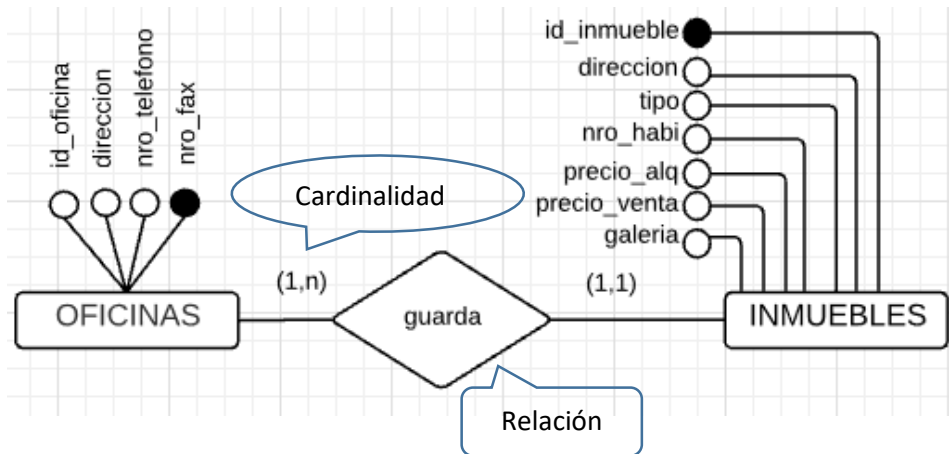 id_oficina
direccion
nro_telefono
nro_fax
id_inmueble
direccion
tipo
nro_habi
precio_alq
precio_venta
galeria
Cardinalidad
(1,n)
(1,1)
OFICINAS
guarda
INMUEBLES
Relación